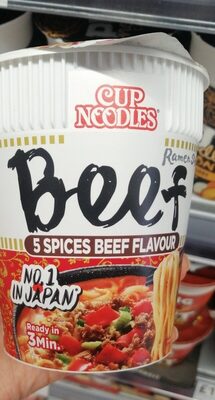 CUP
NOODLES
Ramen
Beef
5 SPICES BEEF FLAVOUR
NO.1
IN JAPAN
Ready in
3 Min.